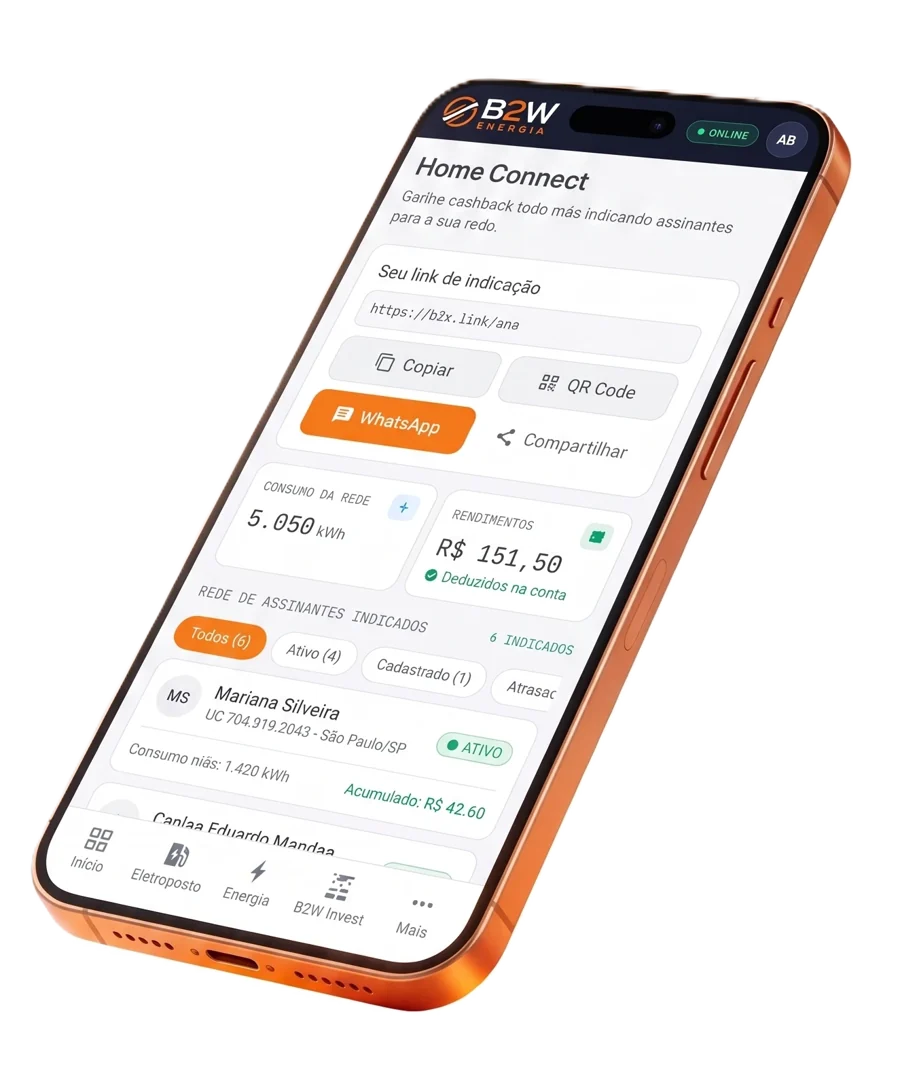 B2W
ENERGIA
ONLINE
AB
Home Connect
Garihe cashback todo más indicando assinantes
para a sua redo.
Seu link de indicação
https://b2x.link/ana
Copiar
QR Code
WhatsApp
Compartilhar
CONSUMO DA REDE
5.050 kWh
RENDIMENTOS
R$ 151,50
Deduzidos na conta
REDE DE ASSINANTES INDICADOS
6 INDICADOS
Todos (6)
Ativo (4)
Cadastrado (1)
Atrasac
MS
Mariana Silveira
UC 704.919.2043 - São Paulo/SP
ATIVO
Consumo niãs: 1.420 kWh
Acumulado: R$ 42.60
Eduardo Mandaa
Início
Eletroposto
Energia
B2W Invest
Mais